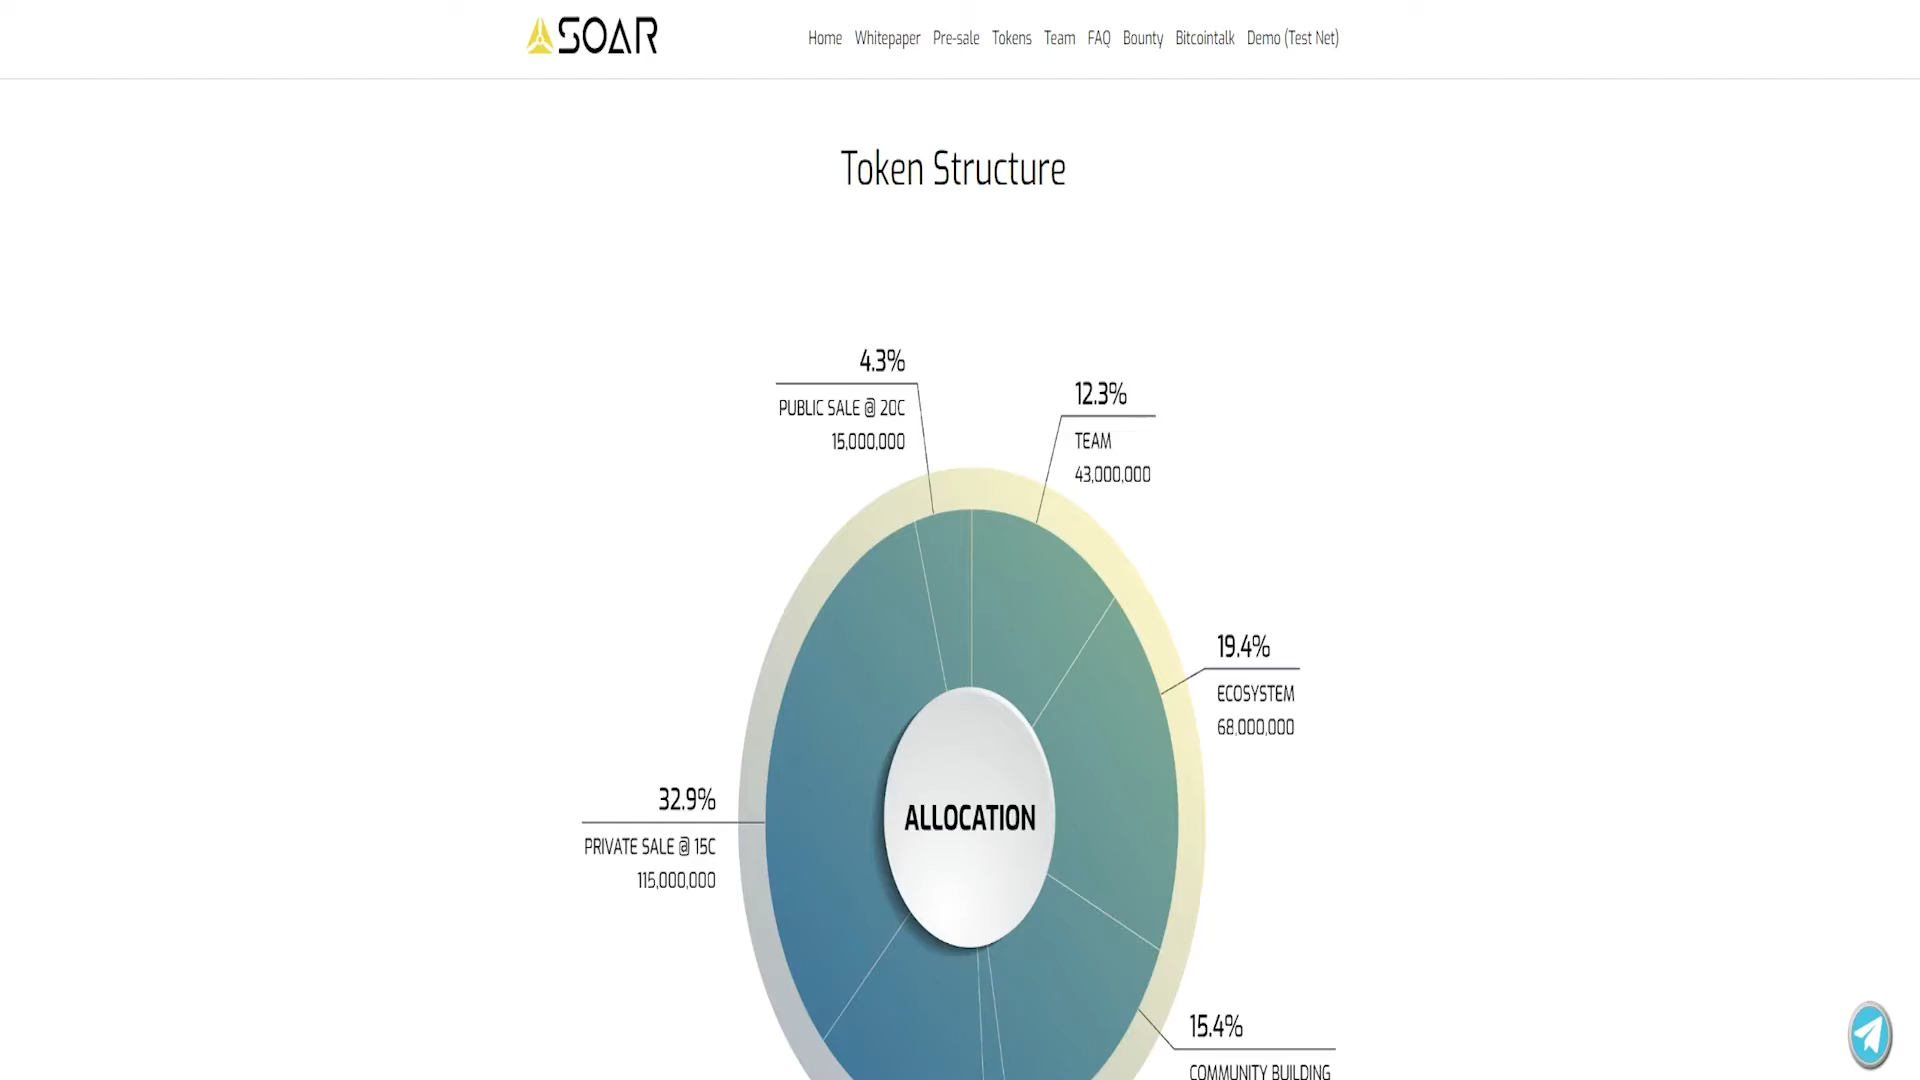 SOAR
Home Whitepaper Pre-sale Tokens Team FAQ Bounty Bitcointalk Demo (Test Net)
Token Structure
4.3%
PUBLIC SALE @ 20C
15,000,000
12.3%
TEAM
43,000,000
19.4%
ECOSYSTEM
68,000,000
32.9%
PRIVATE SALE @ 15C
115,000,000
ALLOCATION
15.4%
COMMUNITY BUILDING